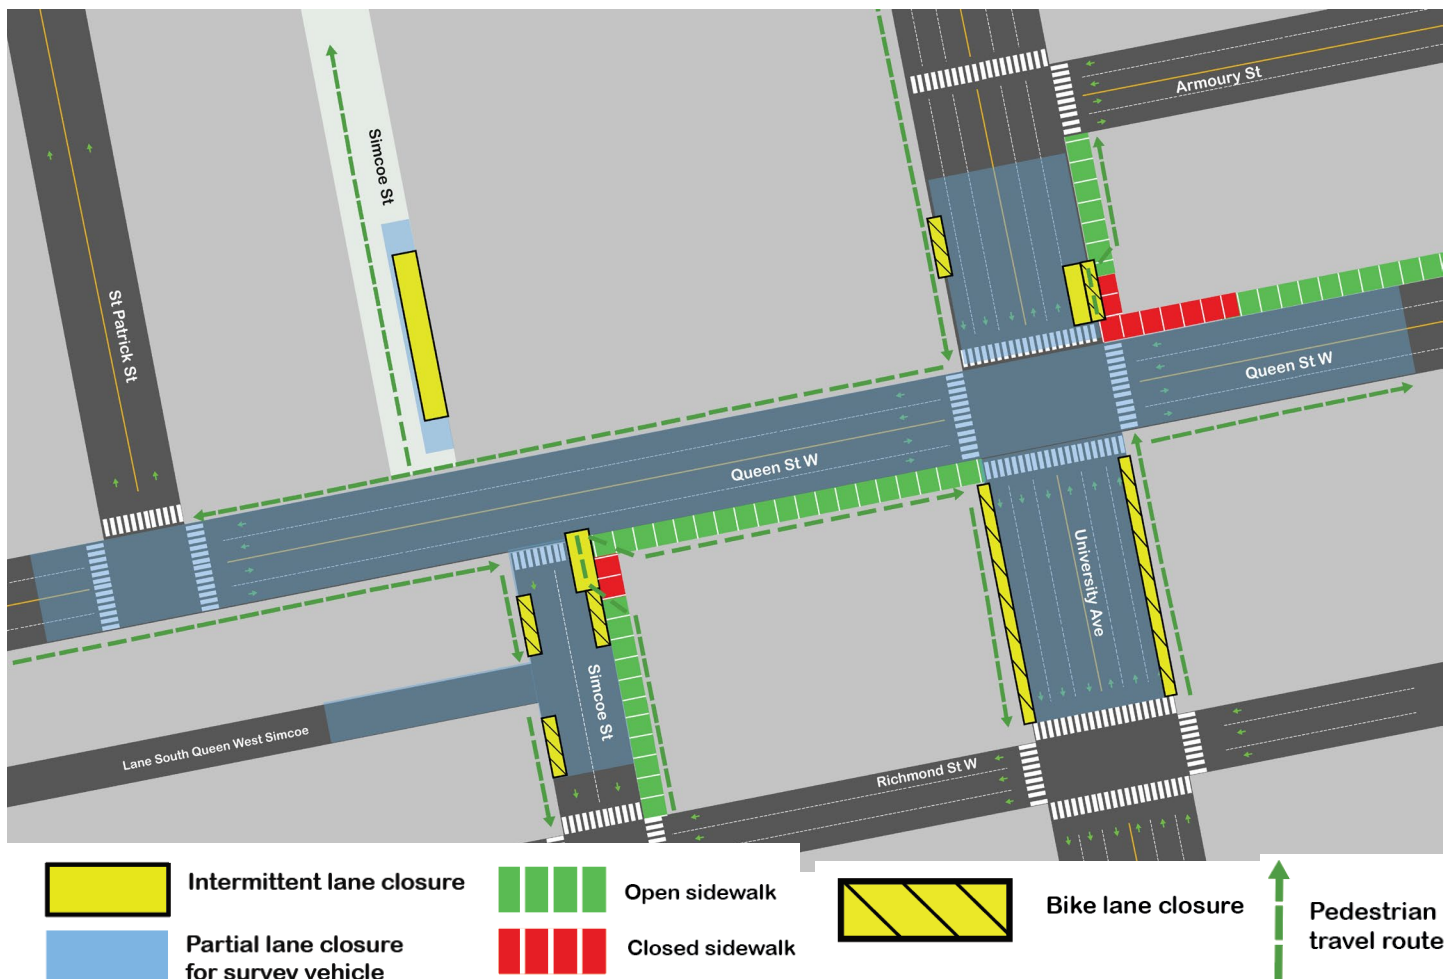 Armoury St
Simcoe St
St Patrick St
Queen St W
Queen St W
University Ave
Simcoe St
Lane South Queen West Simcoe
Richmond St W
Intermittent lane closure
Partial lane closure
for survey vehicle
Open sidewalk
Closed sidewalk
Bike lane closure
Pedestrian
travel route